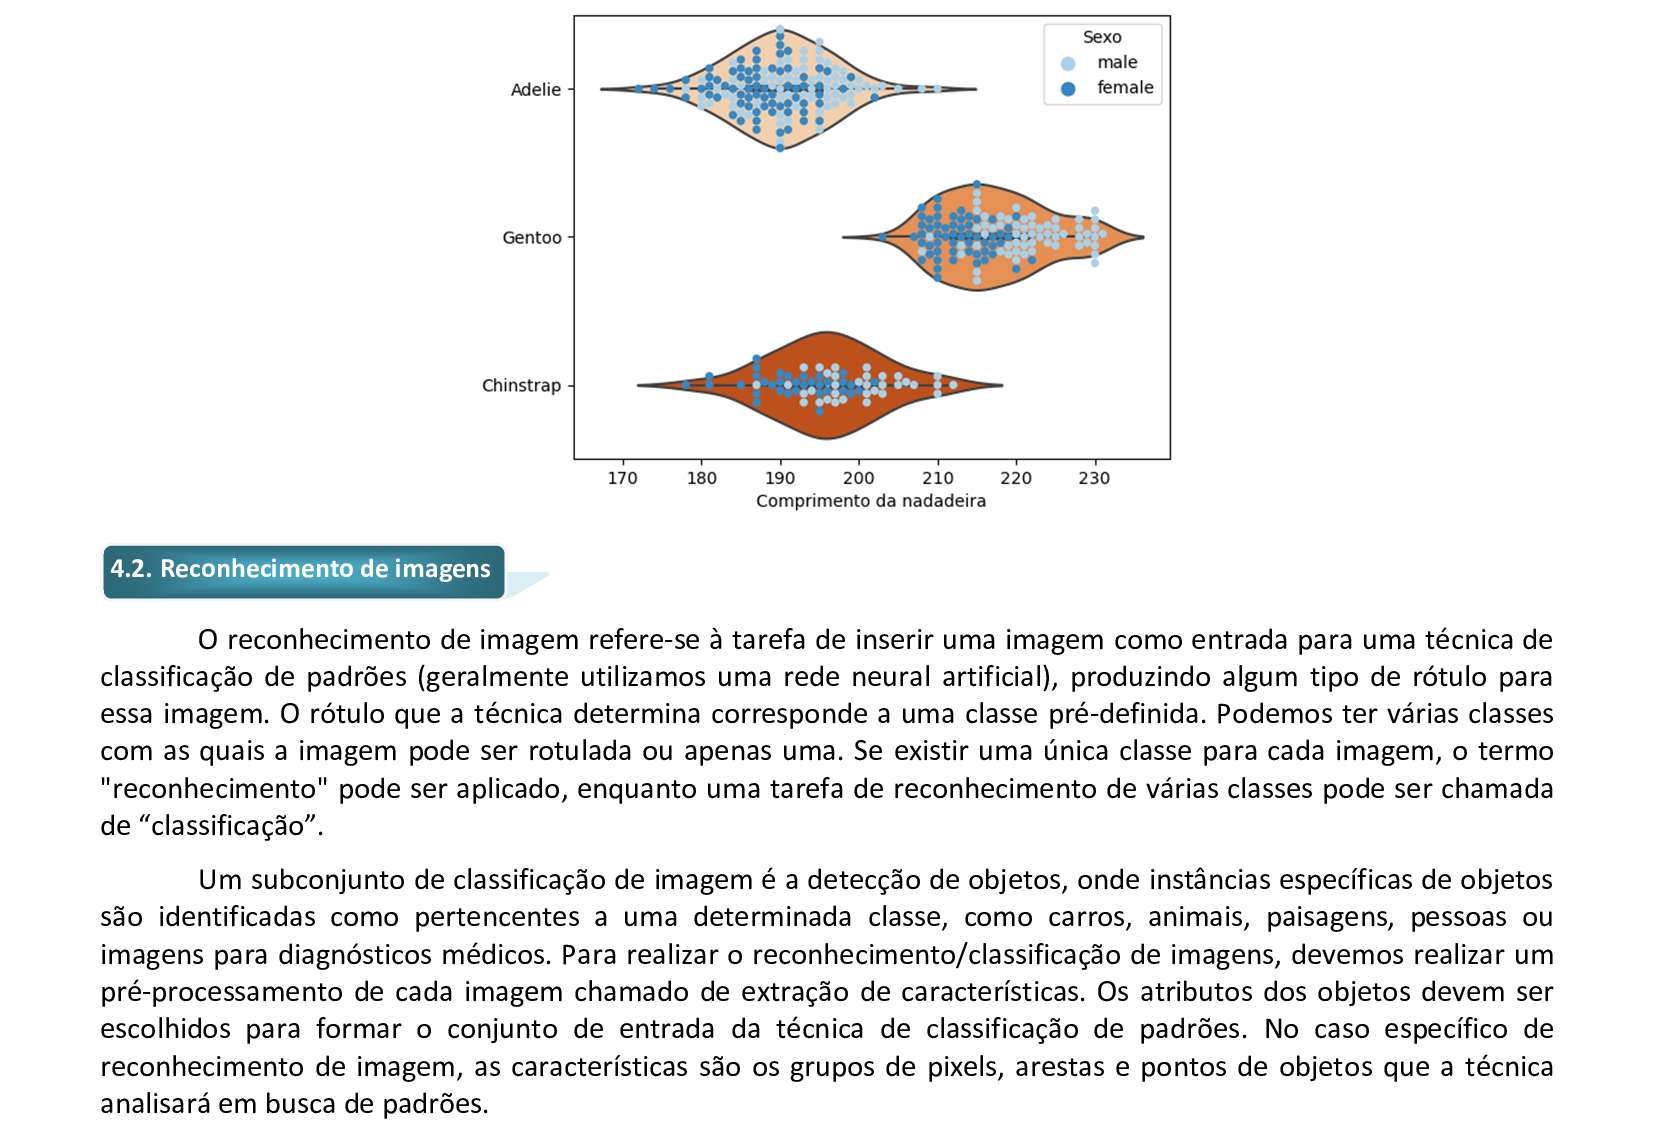 Sexo
male
female
Adelie
Gentoo
Chinstrap
170 180 190 200 210 220 230
Comprimento da nadadeira
4.2. Reconhecimento de imagens
O reconhecimento de imagem refere-se à tarefa de inserir uma imagem como entrada para uma técnica de
classificação de padrões (geralmente utilizamos uma rede neural artificial), produzindo algum tipo de rótulo para
essa imagem. O rótulo que a técnica determina corresponde a uma classe pré-definida. Podemos ter várias classes
com as quais a imagem pode ser rotulada ou apenas uma. Se existir uma única classe para cada imagem, o termo
"reconhecimento" pode ser aplicado, enquanto uma tarefa de reconhecimento de várias classes pode ser chamada
de “classificação”.
Um subconjunto de classificação de imagem é a detecção de objetos, onde instâncias específicas de objetos
são identificadas como pertencentes a uma determinada classe, como carros, animais, paisagens, pessoas ou
imagens para diagnósticos médicos. Para realizar o reconhecimento/classificação de imagens, devemos realizar um
pré-processamento de cada imagem chamado de extração de características. Os atributos dos objetos devem ser
escolhidos para formar o conjunto de entrada da técnica de classificação de padrões. No caso específico de
reconhecimento de imagem, as características são os grupos de pixels, arestas e pontos de objetos que a técnica
analisará em busca de padrões.